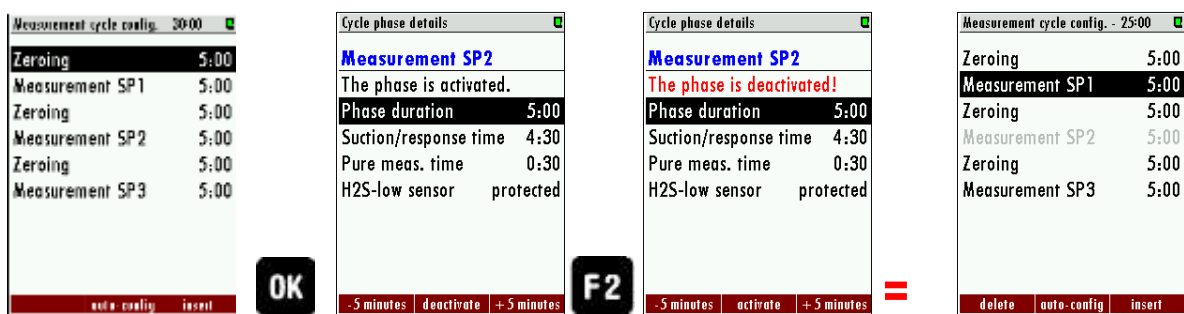 Measurement cycle config. 30:00
Zeroing 5:00
Measurement SP1 5:00
Zeroing 5:00
Measurement SP2 5:00
Zeroing 5:00
Measurement SP3 5:00
auto-config insert
OK
Cycle phase details
Measurement SP2
The phase is activated.
Phase duration 5:00
Suction/response time 4:30
Pure meas. time 0:30
H2S-low sensor protected
-5 minutes deactivate +5 minutes
F2
Cycle phase details
Measurement SP2
The phase is deactivated!
Phase duration 5:00
Suction/response time 4:30
Pure meas. time 0:30
H2S-low sensor protected
-5 minutes activate +5 minutes
=
Measurement cycle config. - 25:00
Zeroing 5:00
Measurement SP1 5:00
Zeroing 5:00
Measurement SP2 5:00
Zeroing 5:00
Measurement SP3 5:00
delete auto-config insert